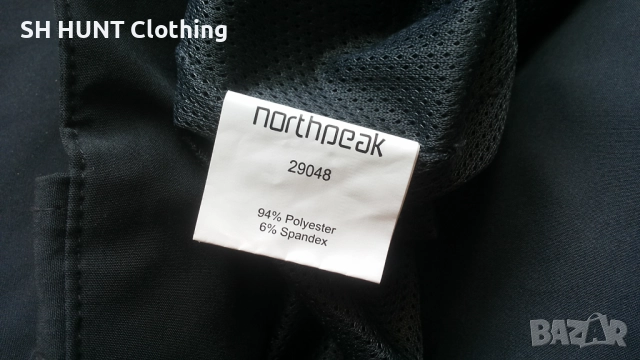 SH HUNT Clothing
northpeak
29048
94% Polyester
6% Spandex
BAZAR